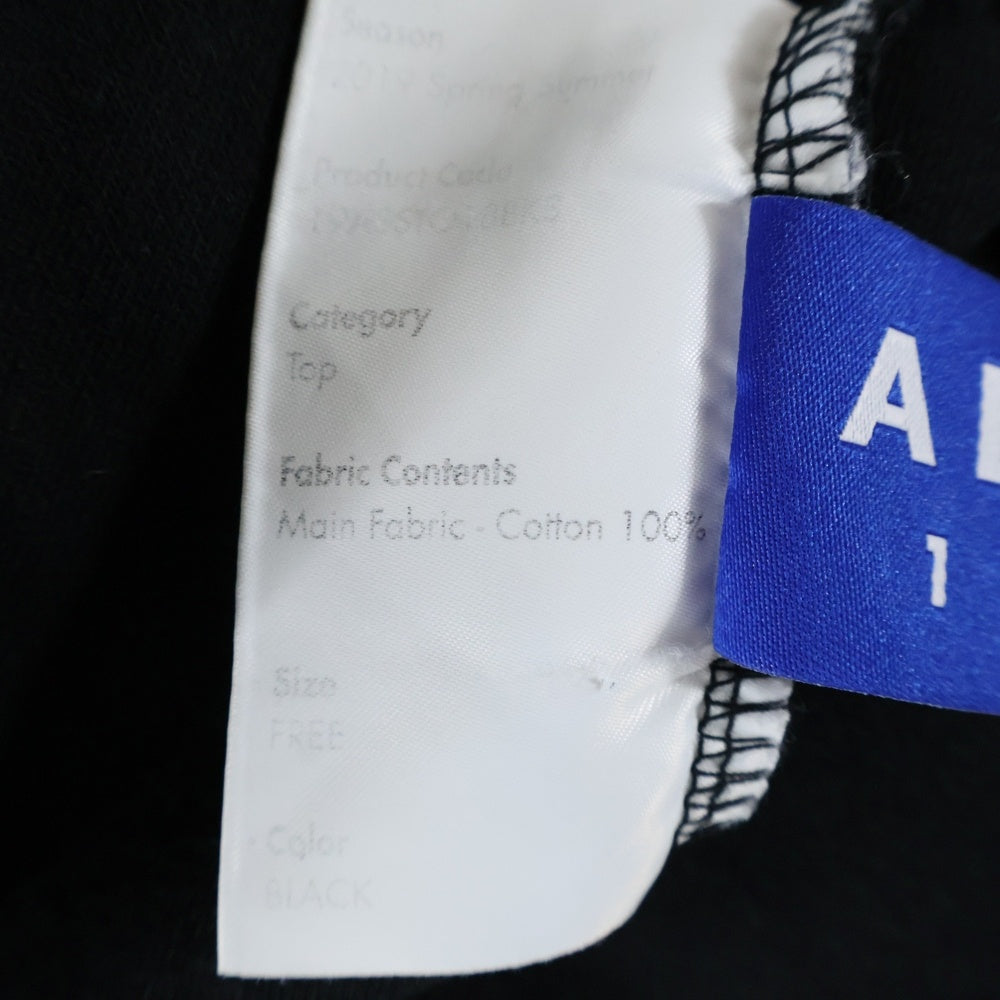 Season
2019 Spring Summer
Product Code
Category
Top
Fabric Contents
Main Fabric - Cotton 100%
Size
FREE
Color
BLACK
A
1